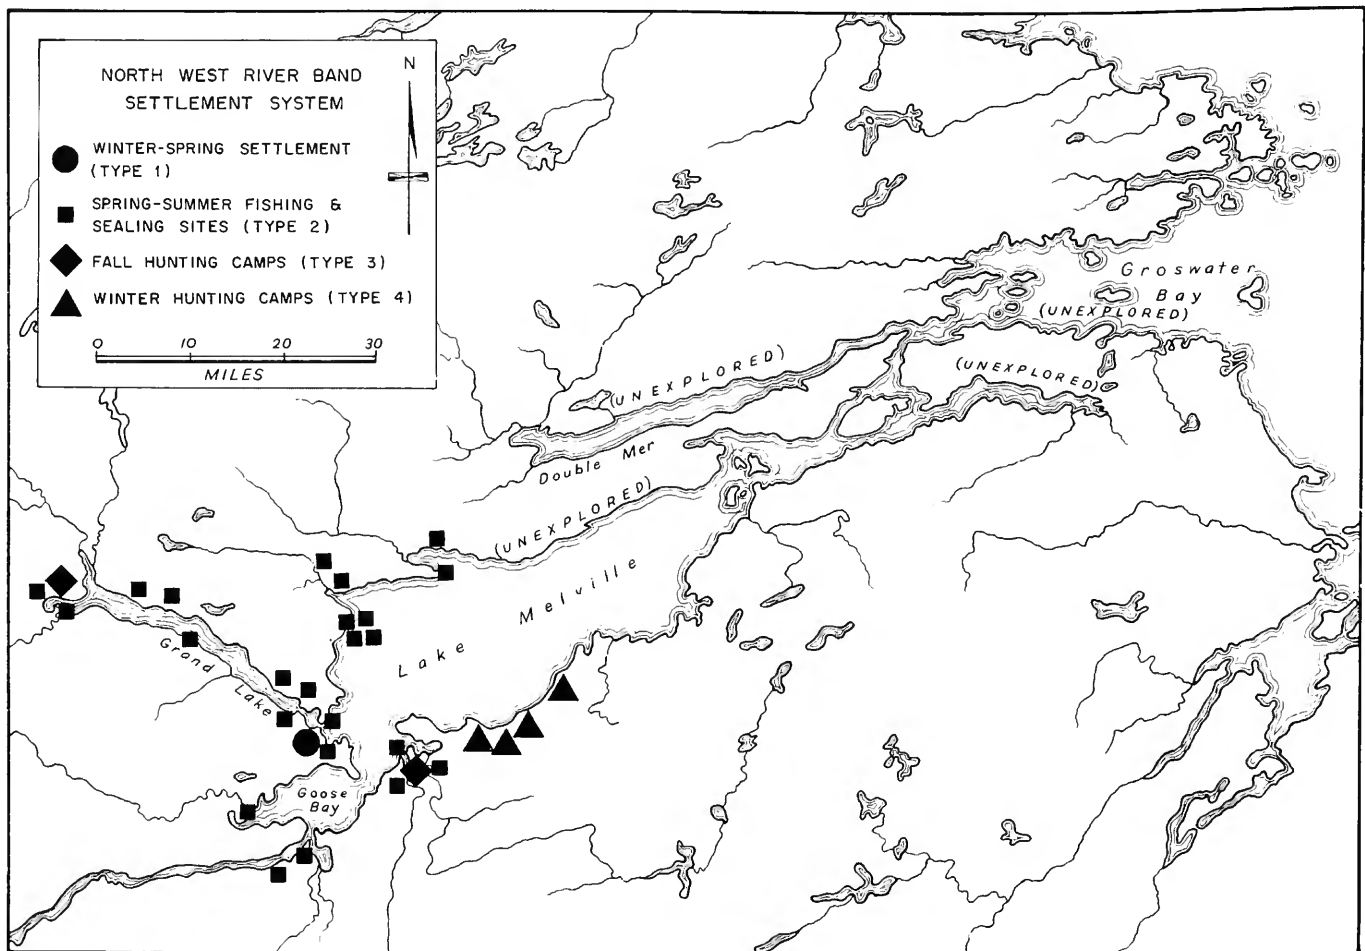 NORTH WEST RIVER BAND
SETTLEMENT SYSTEM
N
WINTER-SPRING SETTLEMENT
(TYPE 1)
SPRING-SUMMER FISHING &
SEALING SITES (TYPE 2)
FALL HUNTING CAMPS (TYPE 3)
WINTER HUNTING CAMPS (TYPE 4)
0 10 20 30
MILES
Groswater
Bay
(UNEXPLORED)
(UNEXPLORED)
(UNEXPLORED)
Double Mer
(UNEXPLORED)
Lake Melville
Grand Lake
Goose
Bay